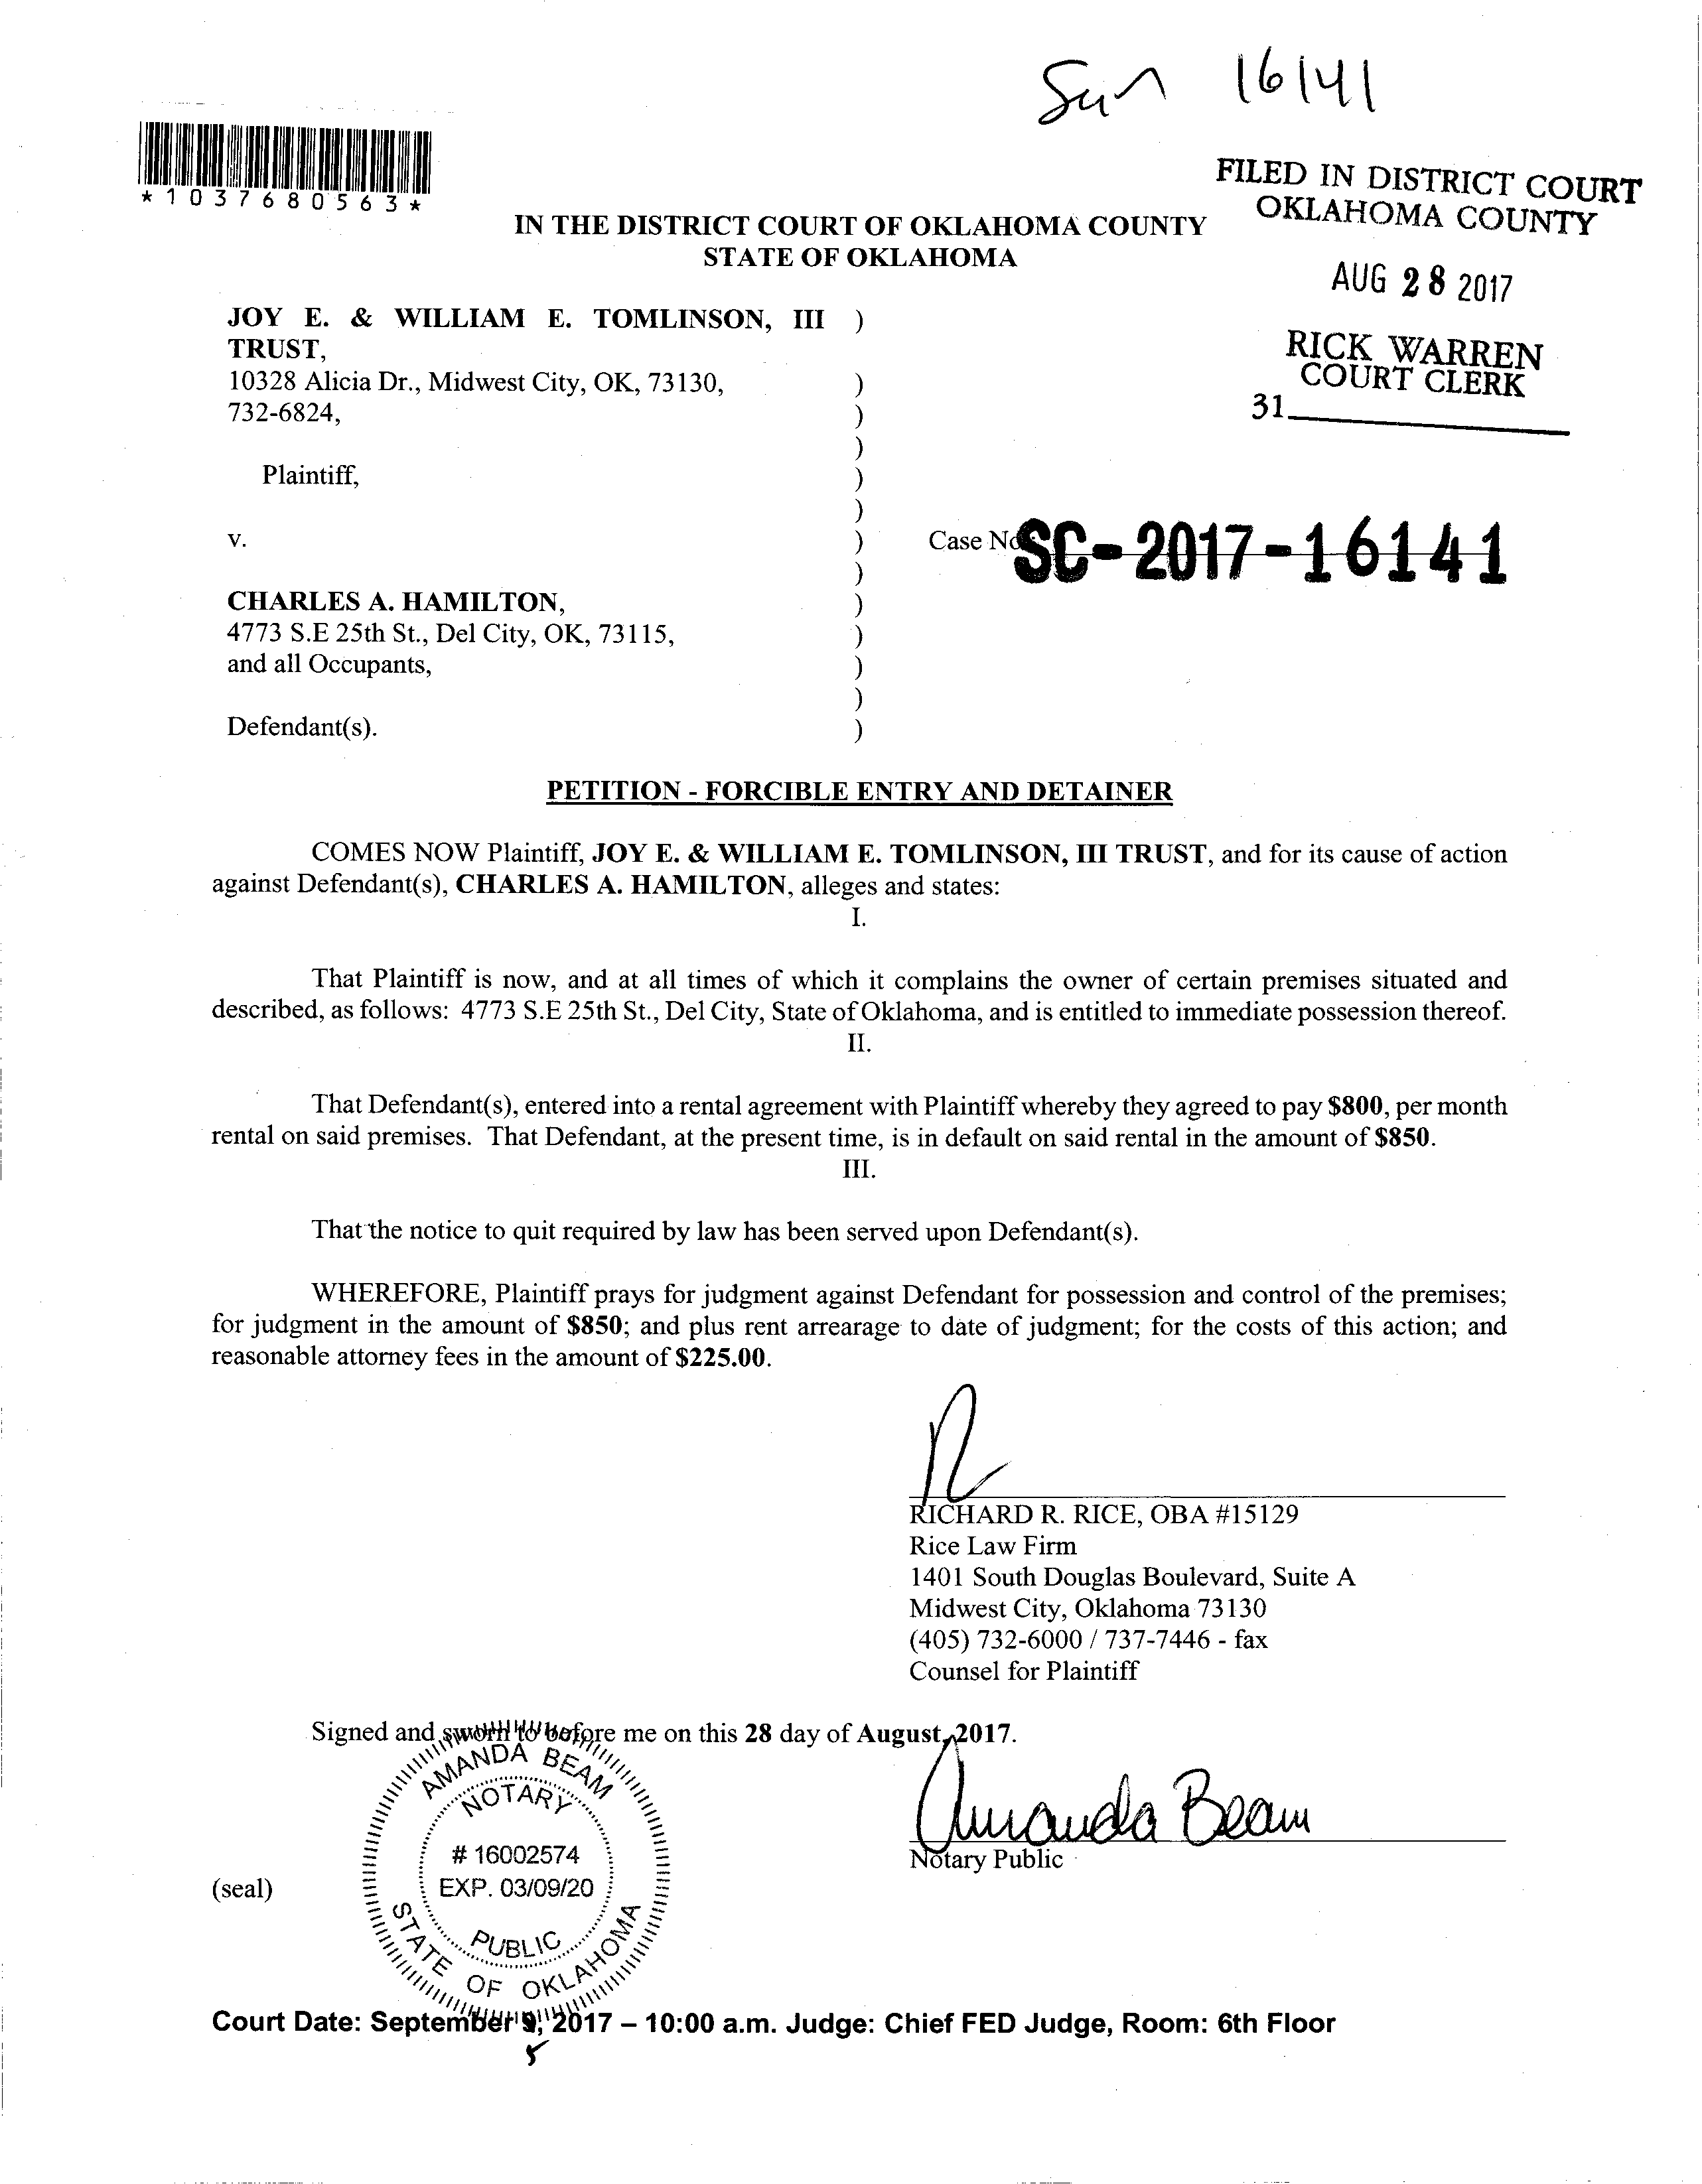 Sun 16141
*1037680563*
FILED IN DISTRICT COURT
OKLAHOMA COUNTY
IN THE DISTRICT COURT OF OKLAHOMA COUNTY
STATE OF OKLAHOMA
AUG 28 2017
RICK WARREN
COURT CLERK
31
JOY E. & WILLIAM E. TOMLINSON, III )
TRUST,
10328 Alicia Dr., Midwest City, OK, 73130, )
732-6824, )
)
Plaintiff, )
)
v. ) Case No SC-2017-16141
)
CHARLES A. HAMILTON, )
4773 S.E 25th St., Del City, OK, 73115, )
and all Occupants, )
)
Defendant(s). )
PETITION - FORCIBLE ENTRY AND DETAINER
COMES NOW Plaintiff, JOY E. & WILLIAM E. TOMLINSON, III TRUST, and for its cause of action
against Defendant(s), CHARLES A. HAMILTON, alleges and states:
I.
That Plaintiff is now, and at all times of which it complains the owner of certain premises situated and
described, as follows: 4773 S.E 25th St., Del City, State of Oklahoma, and is entitled to immediate possession thereof.
II.
That Defendant(s), entered into a rental agreement with Plaintiff whereby they agreed to pay $800, per month
rental on said premises. That Defendant, at the present time, is in default on said rental in the amount of $850.
III.
That the notice to quit required by law has been served upon Defendant(s).
WHEREFORE, Plaintiff prays for judgment against Defendant for possession and control of the premises;
for judgment in the amount of $850; and plus rent arrearage to date of judgment; for the costs of this action; and
reasonable attorney fees in the amount of $225.00.
RICHARD R. RICE, OBA #15129
Rice Law Firm
1401 South Douglas Boulevard, Suite A
Midwest City, Oklahoma 73130
(405) 732-6000 / 737-7446 - fax
Counsel for Plaintiff
Signed and sworn to before me on this 28 day of August, 2017.
Amanda Beam
Notary Public
(seal)
AMANDA BEAM
NOTARY
# 16002574
EXP. 03/09/20
PUBLIC
STATE OF OKLAHOMA
Court Date: September , 2017 – 10:00 a.m. Judge: Chief FED Judge, Room: 6th Floor